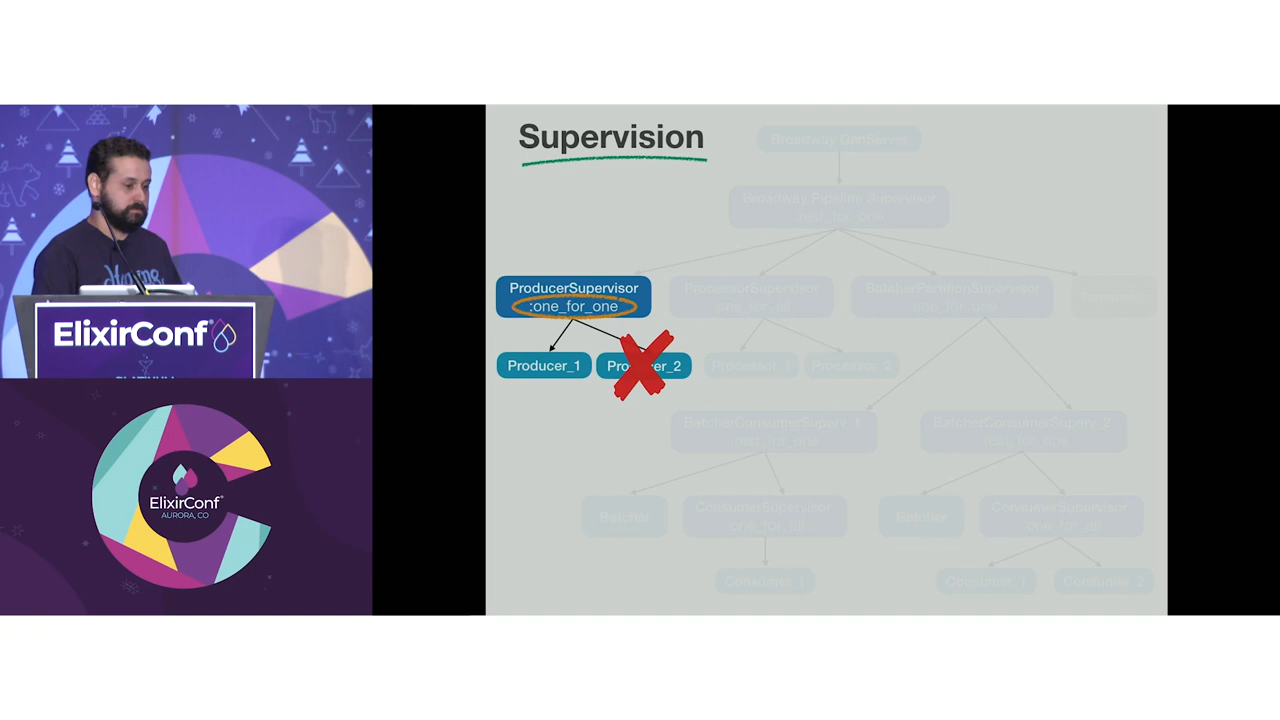 Supervision
Broadway GenServer
Broadway Pipeline Supervisor
:rest_for_one
ProducerSupervisor
:one_for_one
ProcessorSupervisor
:one_for_all
BatcherPartitionSupervisor
:one_for_one
Terminator
Producer_1
Processor_1
Processor_2
BatcherConsumerSuperv_1
:rest_for_one
BatcherConsumerSuperv_2
:rest_for_one
Batcher
ConsumerSupervisor
:one_for_all
Batcher
ConsumerSupervisor
:one_for_all
Consumer_1
Consumer_1
Consumer_2
ElixirConf
PLATINUM
ElixirConf
AURORA, CO